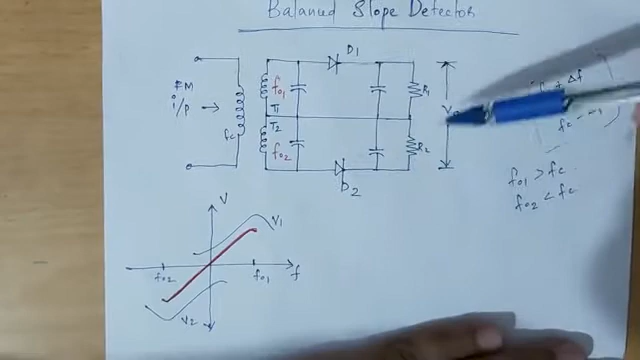 Balanced Slope Detector
FM
i/p →
fc
fo1
T1
T2
fo2
D1
D2
R1
R2
V
Δf
fc
fo1 > fc
fo2 < fc
V
V1
fo2
fo1
f
V2